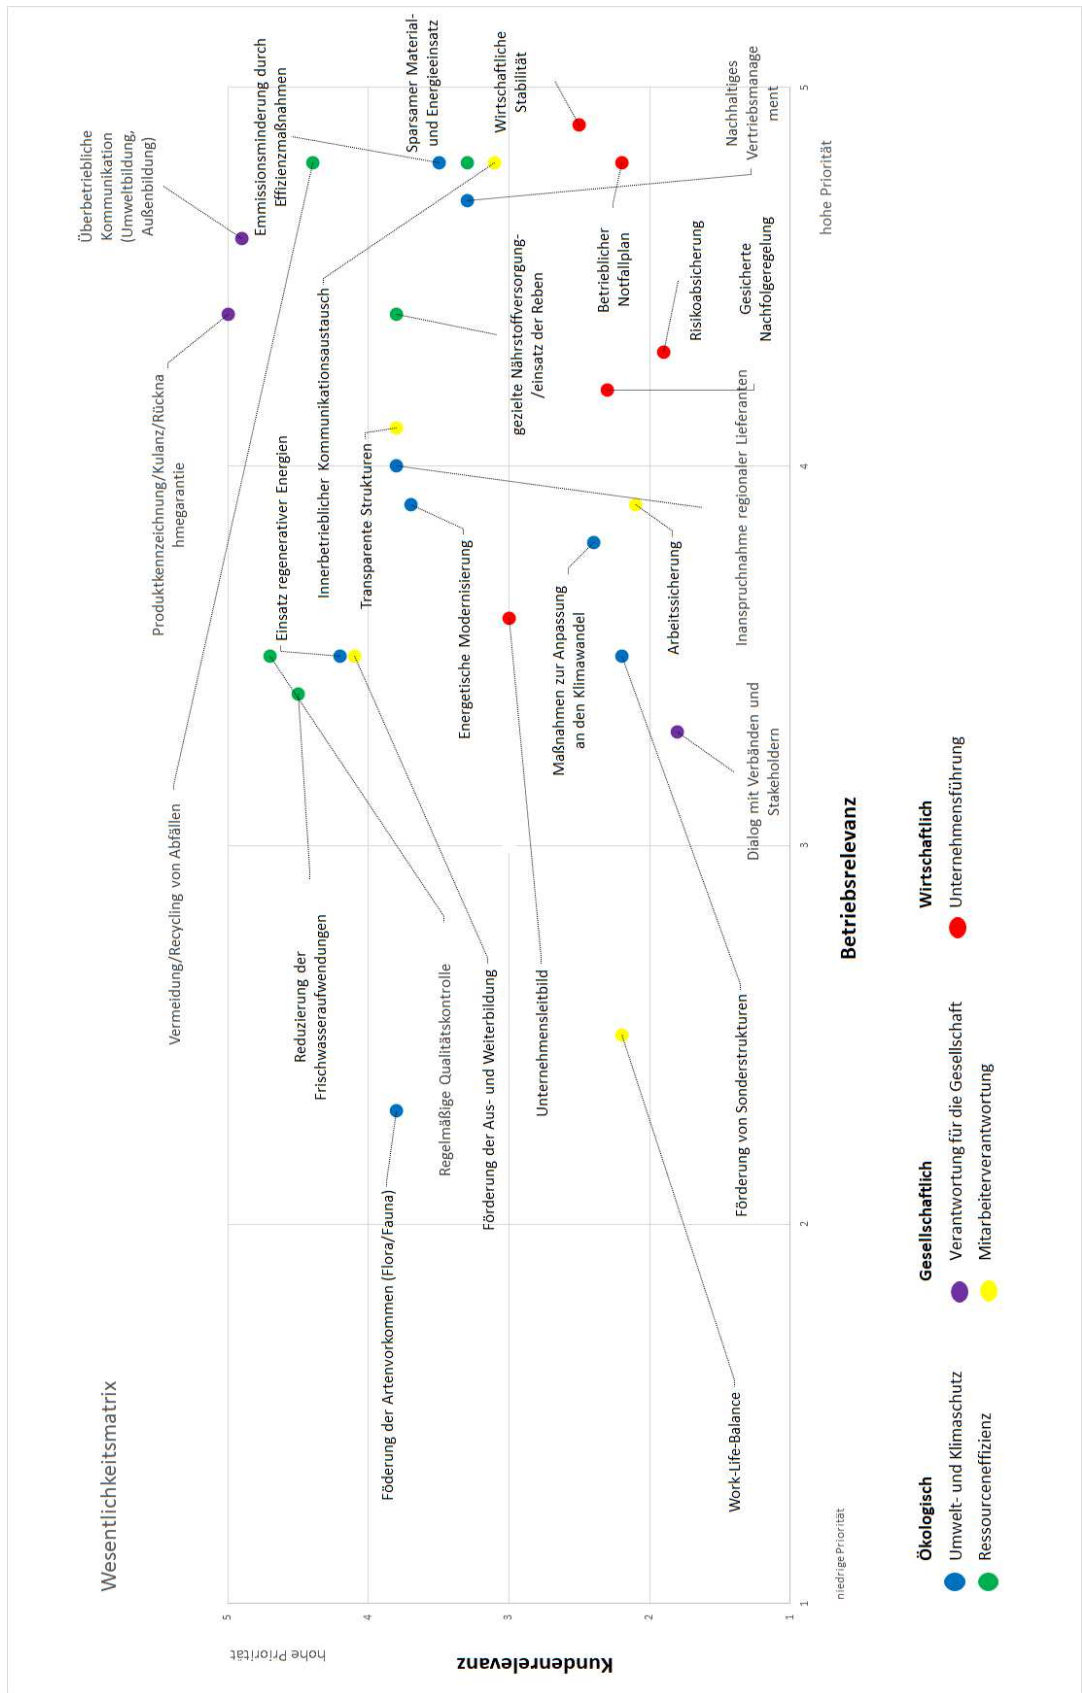 Wesentlichkeitsmatrix
Überbetriebliche
Kommunikation
(Umweltbildung,
Außenbildung)
Produktkennzeichnung/Kulanz/Rückna
hmegarantie
Vermeidung/Recycling von Abfällen
Emmissionsminderung durch
Effizienzmaßnahmen
Einsatz regenerativer Energien
Reduzierung der
Frischwasseraufwendungen
Innerbetrieblicher Kommunikationsaustausch
Transparente Strukturen
Föderung der Artenvorkommen (Flora/Fauna)
Sparsamer Material-
und Energieeinsatz
Regelmäßige Qualitätskontrolle
Energetische Modernisierung
Förderung der Aus- und Weiterbildung
Wirtschaftliche
Stabilität
gezielte Nährstoffversorgung-
/einsatz der Reben
Unternehmensleitbild
Maßnahmen zur Anpassung
an den Klimawandel
Betrieblicher
Notfallplan
Arbeitssicherung
Risikoabsicherung
Nachhaltiges
Vertriebsmanage
ment
Gesicherte
Nachfolgeregelung
Inanspruchnahme regionaler Lieferanten
Dialog mit Verbänden und
Stakeholdern
Förderung von Sonderstrukturen
Work-Life-Balance
hohe Priorität
Kundenrelevanz
5
4
3
2
1
1
2
3
4
5
niedrige Priorität
hohe Priorität
Betriebsrelevanz
Ökologisch
Umwelt- und Klimaschutz
Ressourceneffizienz
Gesellschaftlich
Verantwortung für die Gesellschaft
Mitarbeiterverantwortung
Wirtschaftlich
Unternehmensführung